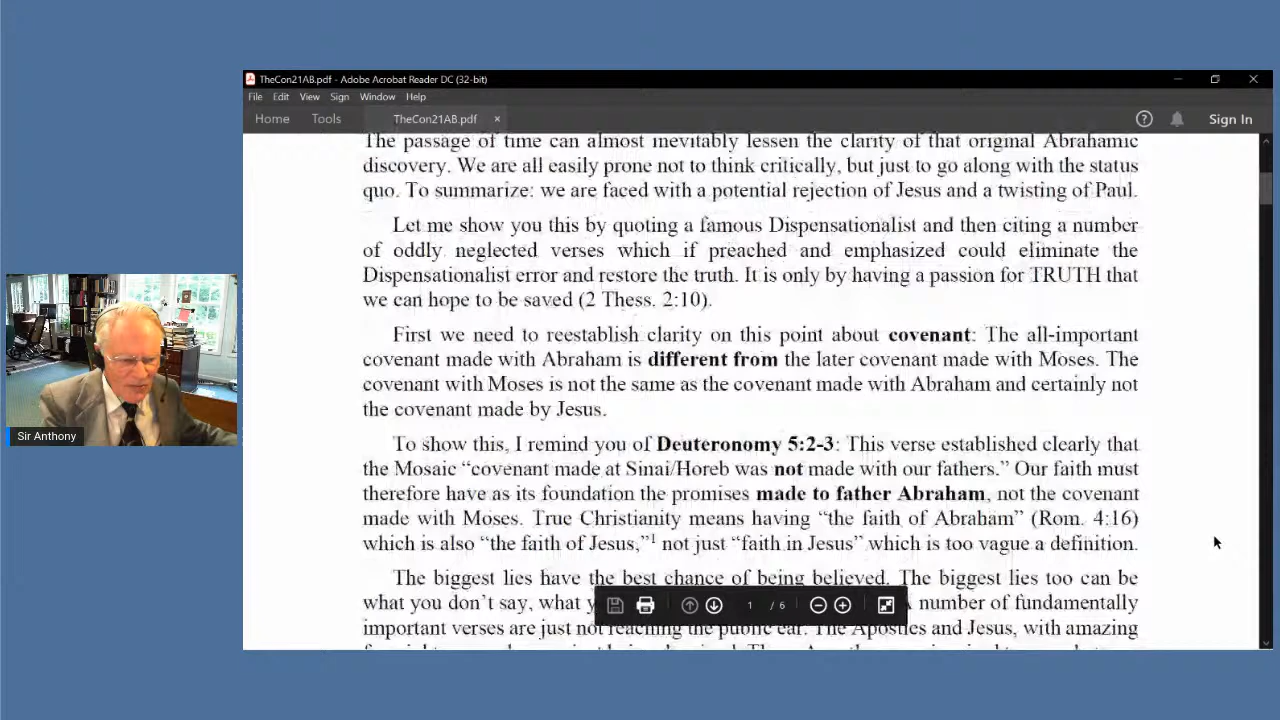 TheCon21AB.pdf - Adobe Acrobat Reader DC (32-bit)
File Edit View Sign Window Help
Home Tools TheCon21AB.pdf × Sign In
The passage of time can almost inevitably lessen the clarity of that original Abrahamic
discovery. We are all easily prone not to think critically, but just to go along with the status
quo. To summarize: we are faced with a potential rejection of Jesus and a twisting of Paul.
Let me show you this by quoting a famous Dispensationalist and then citing a number
of oddly neglected verses which if preached and emphasized could eliminate the
Dispensationalist error and restore the truth. It is only by having a passion for TRUTH that
we can hope to be saved (2 Thess. 2:10).
First we need to reestablish clarity on this point about covenant: The all-important
covenant made with Abraham is different from the later covenant made with Moses. The
covenant with Moses is not the same as the covenant made with Abraham and certainly not
the covenant made by Jesus.
To show this, I remind you of Deuteronomy 5:2-3: This verse established clearly that
the Mosaic “covenant made at Sinai/Horeb was not made with our fathers.” Our faith must
therefore have as its foundation the promises made to father Abraham, not the covenant
made with Moses. True Christianity means having “the faith of Abraham” (Rom. 4:16)
which is also “the faith of Jesus,”1 not just “faith in Jesus” which is too vague a definition.
The biggest lies have the best chance of being believed. The biggest lies too can be
what you don’t say, what number of fundamentally
important verses are just not reaching the public ear. The Apostles and Jesus, with amazing
1 / 6
Sir Anthony